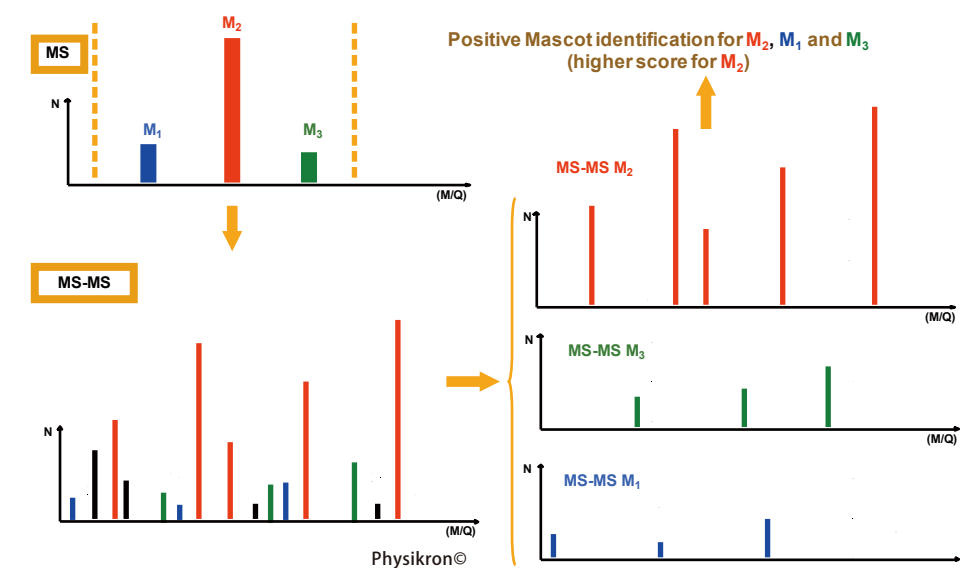 MS
M₂
M₁
M₃
N
(M/Q)
MS-MS
N
(M/Q)
Physikron©
Positive Mascot identification for M₂, M₁ and M₃
(higher score for M₂)
MS-MS M₂
N
(M/Q)
MS-MS M₃
N
(M/Q)
MS-MS M₁
N